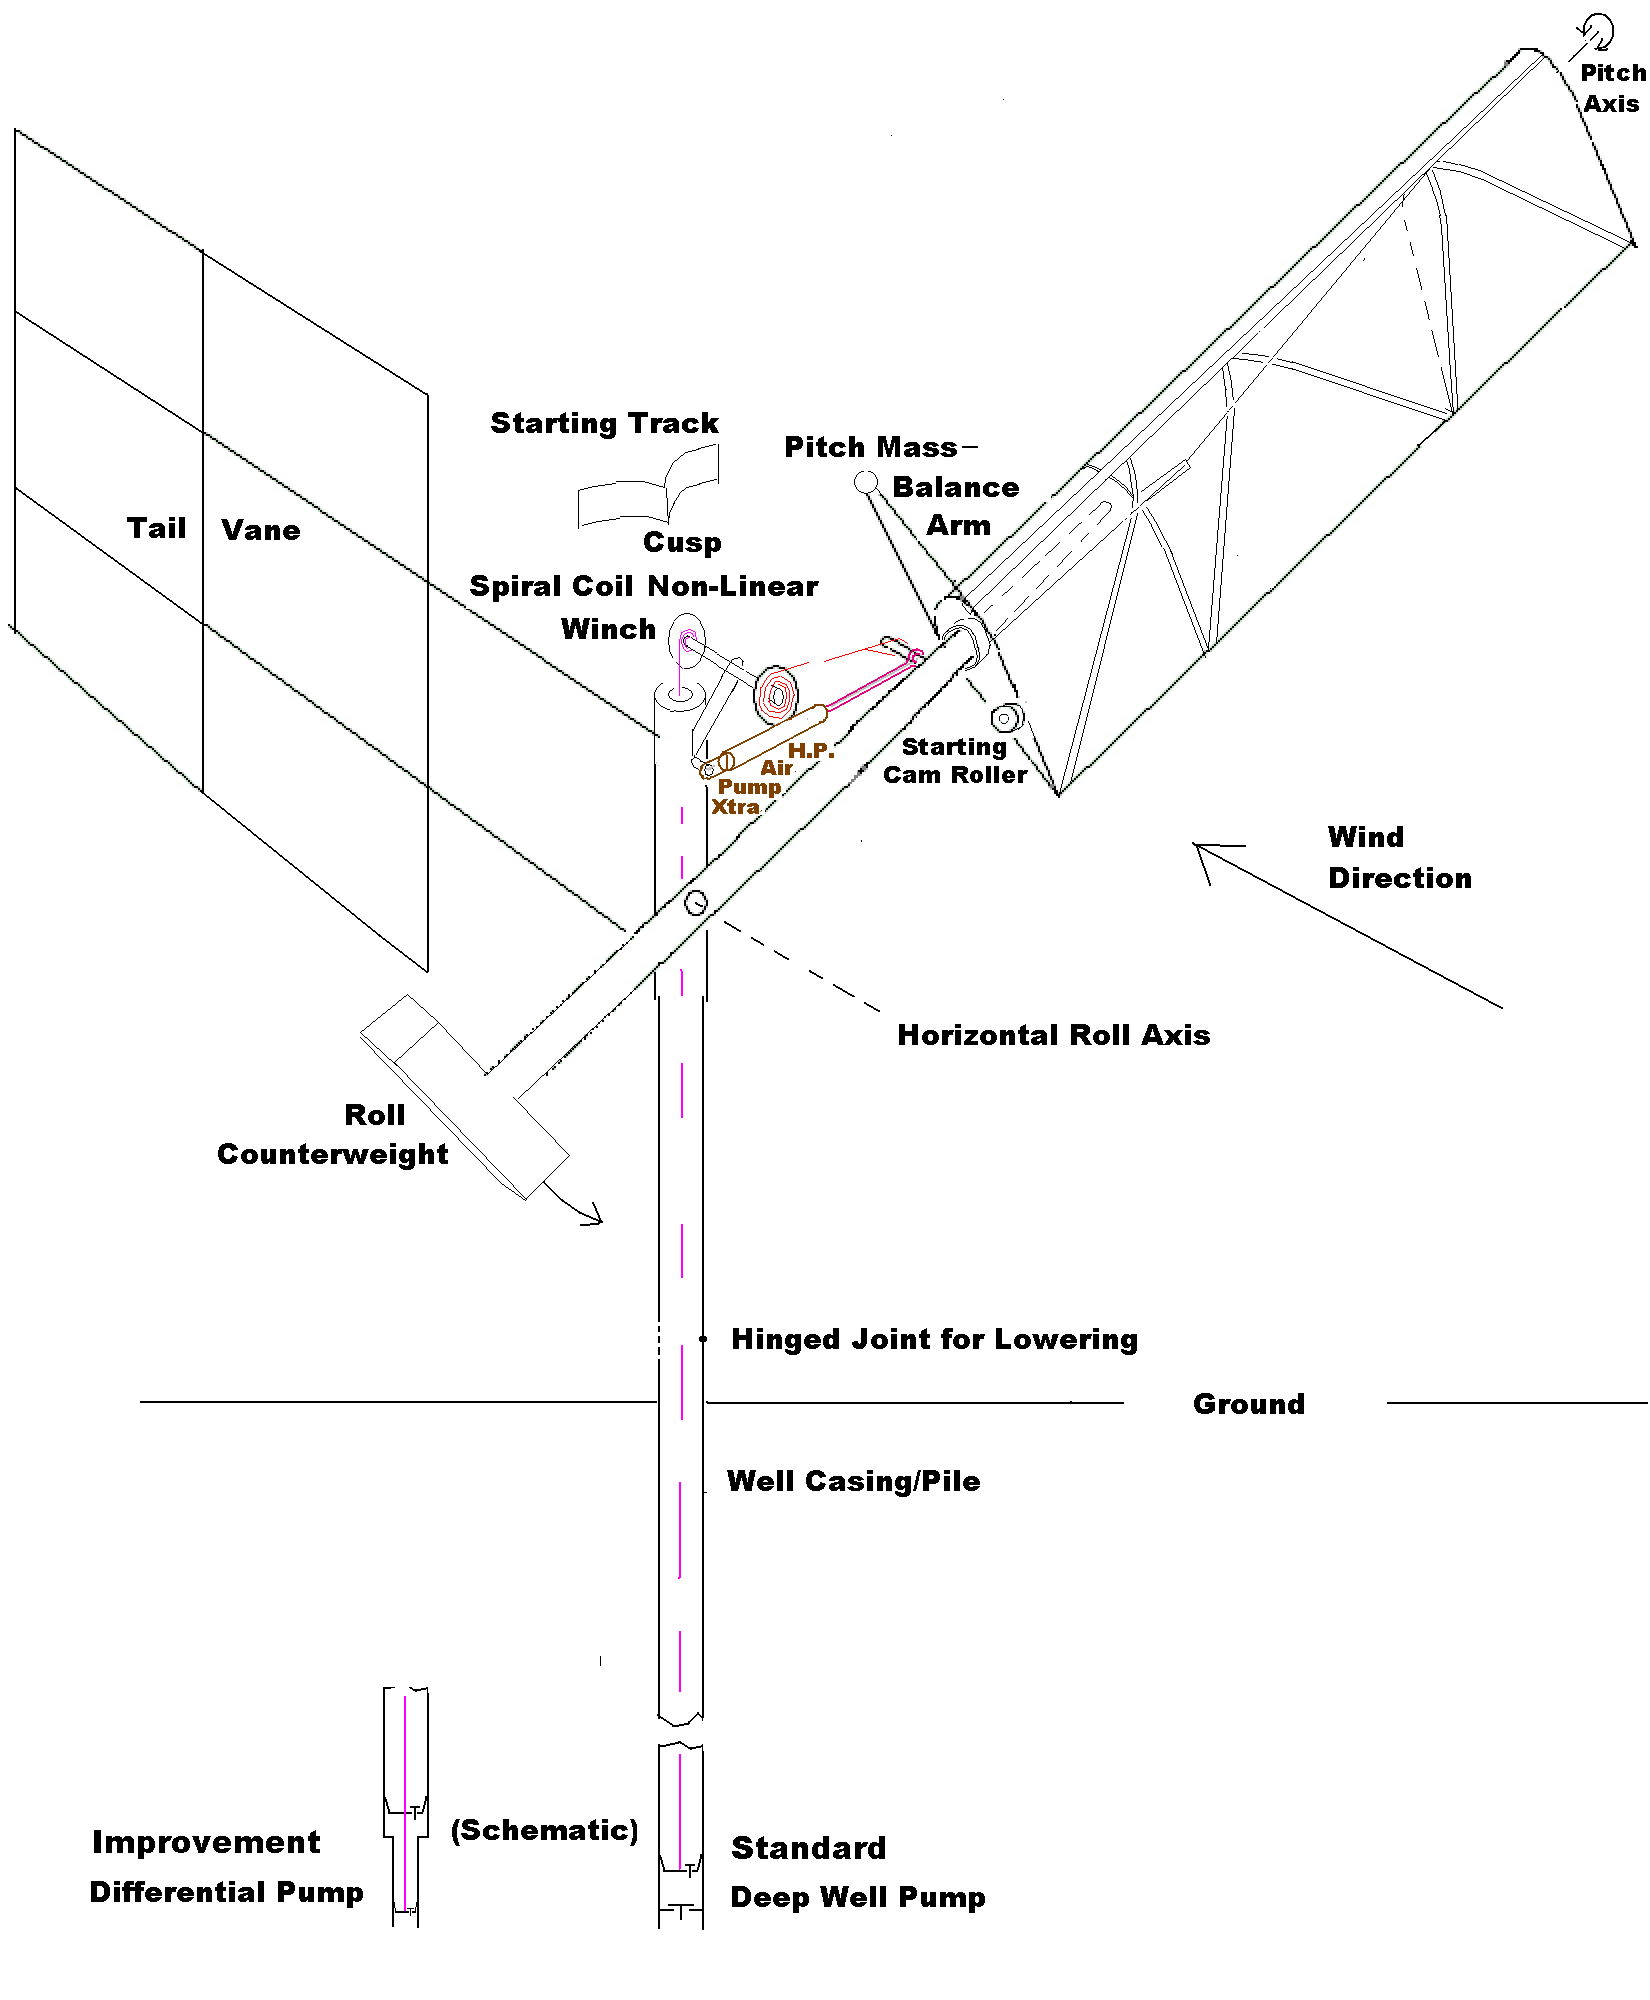 Pitch
Axis
Starting Track
Pitch Mass–
Balance
Arm
Tail Vane
Cusp
Spiral Coil Non-Linear
Winch
H.P.
Air
Pump
Xtra
Starting
Cam Roller
Wind
Direction
Horizontal Roll Axis
Roll
Counterweight
Hinged Joint for Lowering
Ground
Well Casing/Pile
Improvement
Differential Pump
(Schematic)
Standard
Deep Well Pump